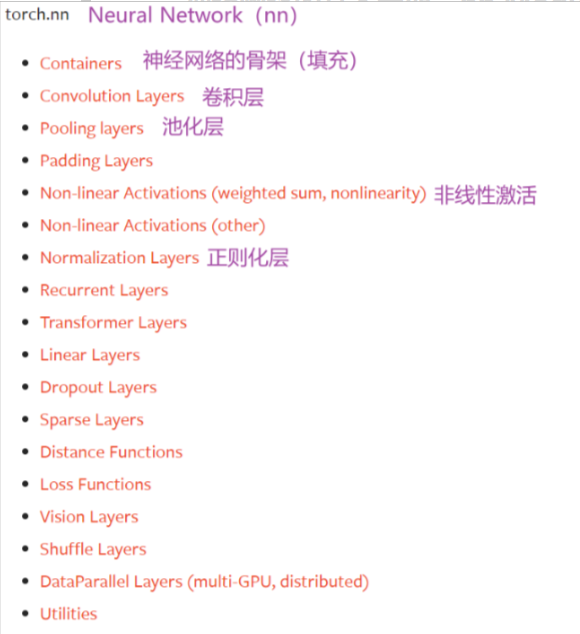 torch.nn Neural Network（nn）
Containers 神经网络的骨架（填充）
Convolution Layers 卷积层
Pooling layers 池化层
Padding Layers
Non-linear Activations (weighted sum, nonlinearity) 非线性激活
Non-linear Activations (other)
Normalization Layers 正则化层
Recurrent Layers
Transformer Layers
Linear Layers
Dropout Layers
Sparse Layers
Distance Functions
Loss Functions
Vision Layers
Shuffle Layers
DataParallel Layers (multi-GPU, distributed)
Utilities